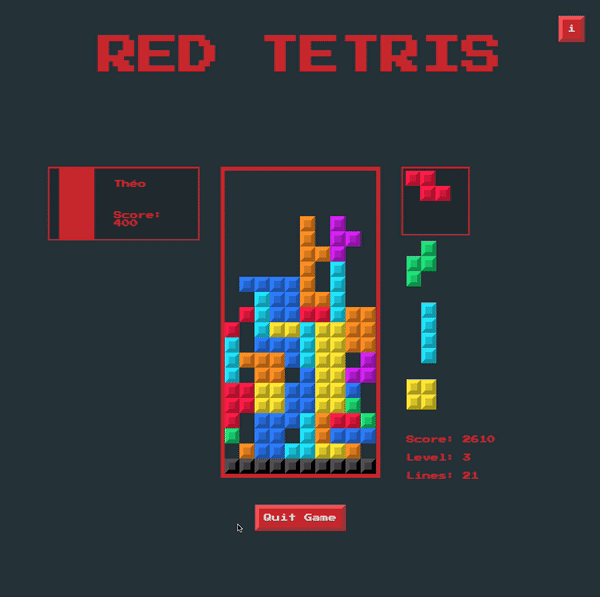 i
RED TETRIS
Théo
Score:
400
Score: 2610
Level: 3
Lines: 21
Quit Game